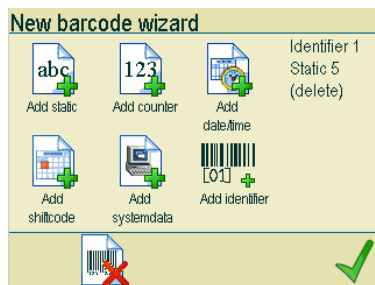 New barcode wizard
Identifier 1
Static 5
(delete)
abc
123
Add static
Add counter
Add
date/time
[01]
Add
shiftcode
Add
systemdata
Add identifier